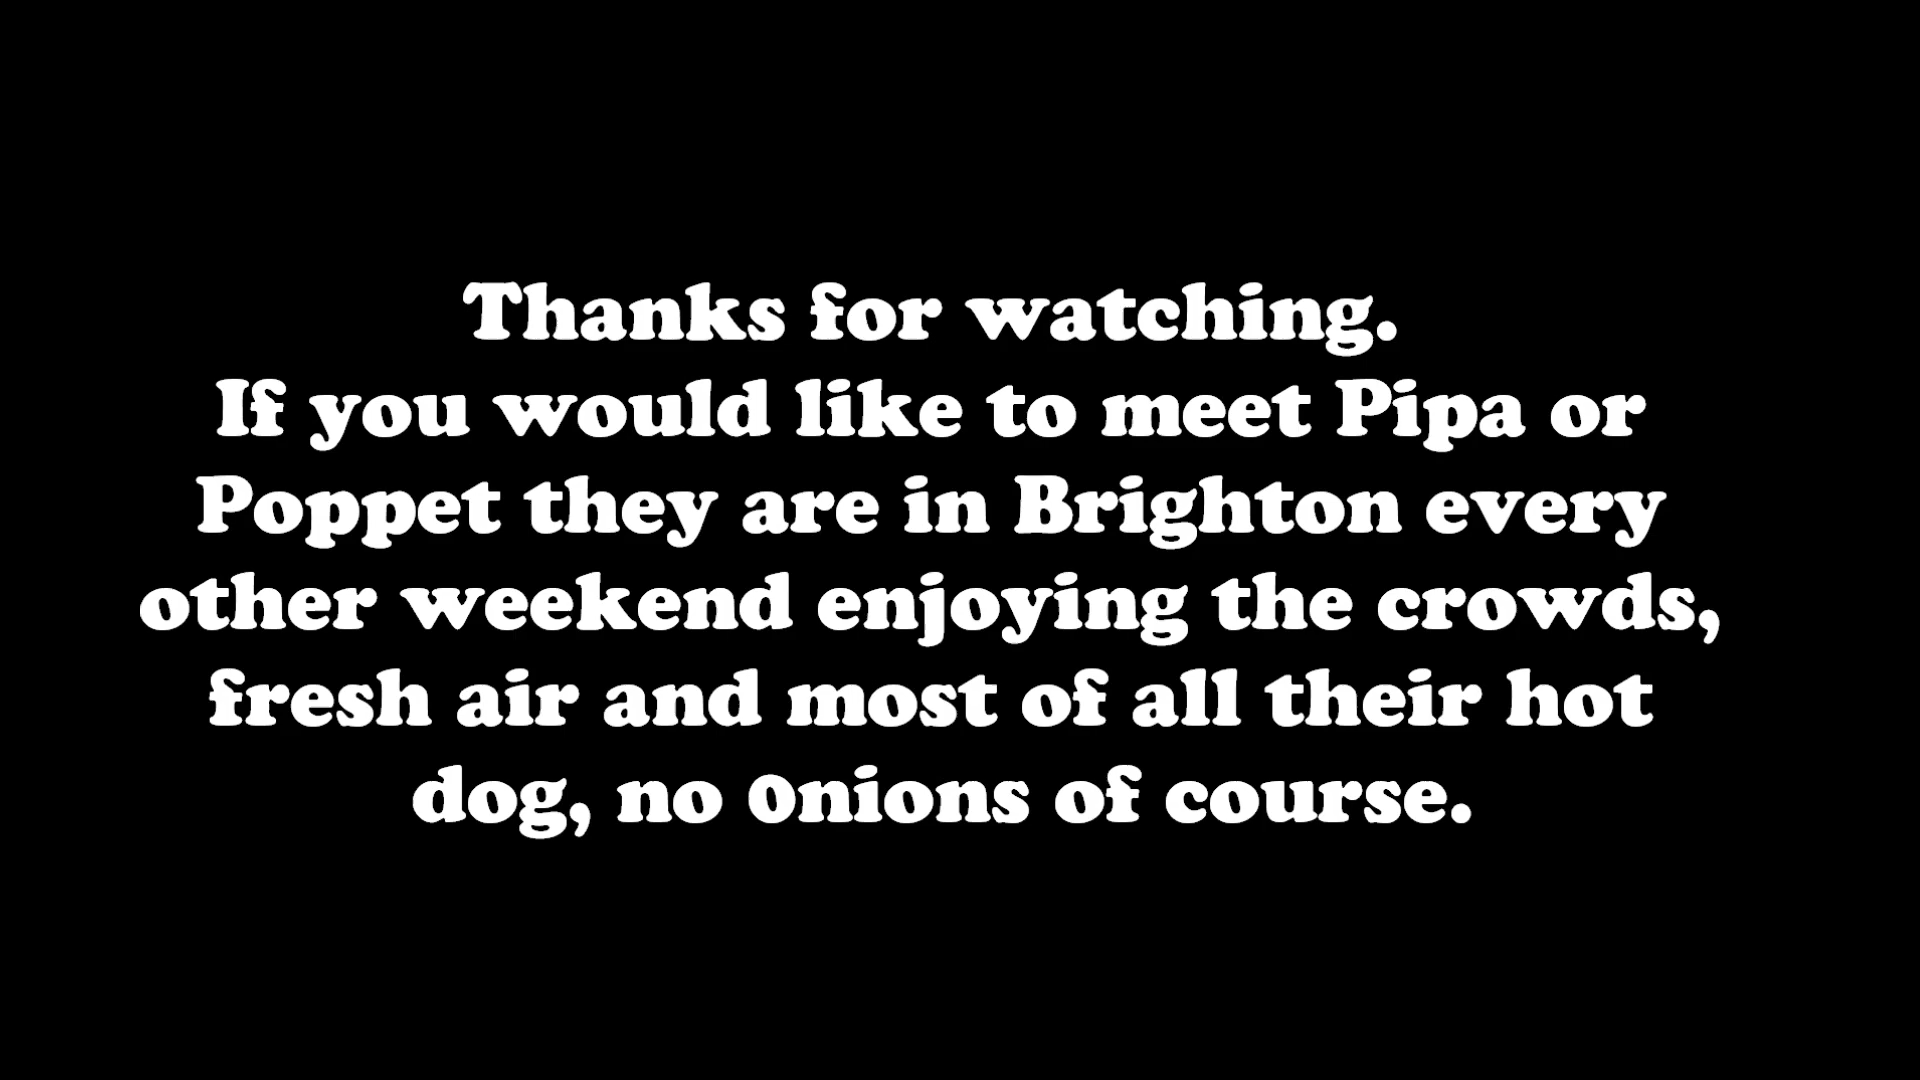 Thanks for watching.
If you would like to meet Pipa or
Poppet they are in Brighton every
other weekend enjoying the crowds,
fresh air and most of all their hot
dog, no 0nions of course.